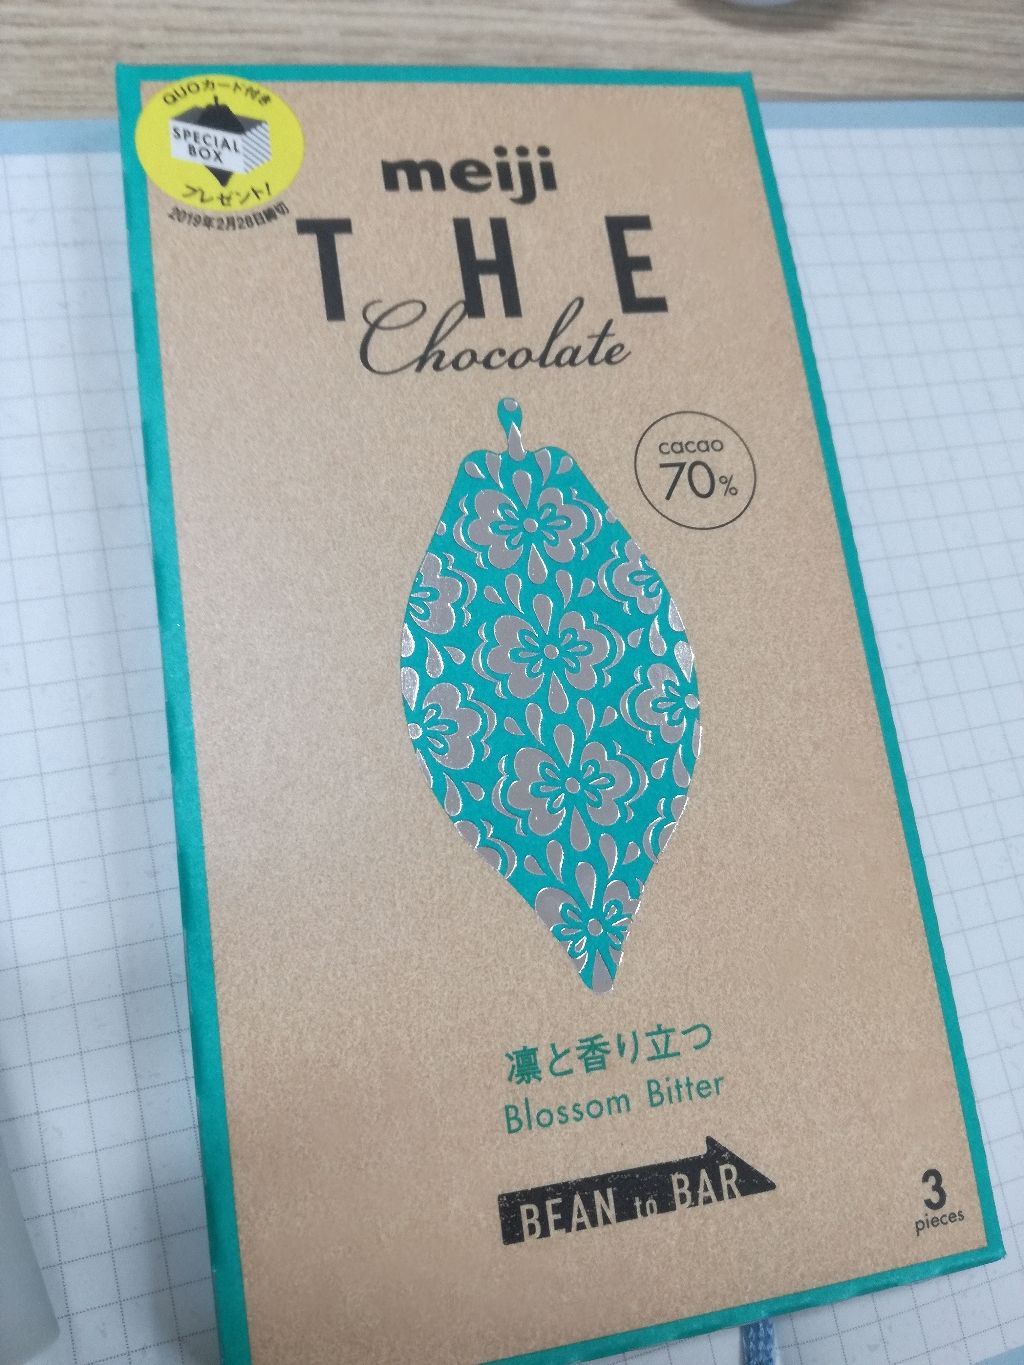 QUOカード付き
SPECIAL
BOX
プレゼント!
2019年2月28日締切
meiji
THE
Chocolate
cacao
70%
凛と香り立つ
Blossom Bitter
BEAN to BAR
3
pieces